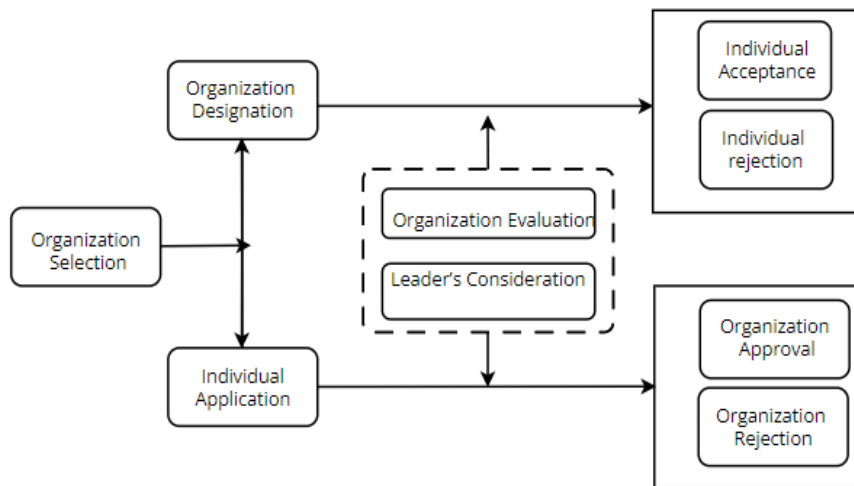 Organization
Selection
Organization
Designation
Individual
Application
Organization Evaluation
Leader's Consideration
Individual
Acceptance
Individual
rejection
Organization
Approval
Organization
Rejection